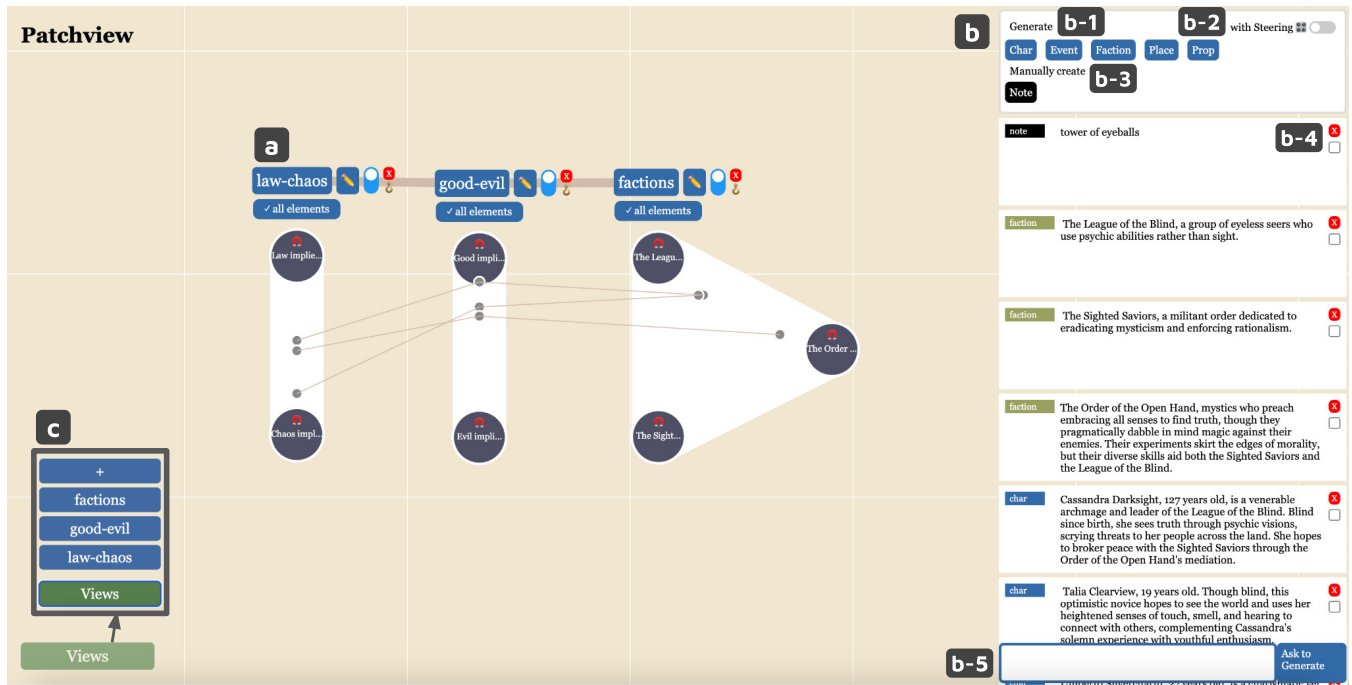 Patchview
a
law-chaos
x
good-evil
x
factions
x
✓ all elements
✓ all elements
✓ all elements
Law implie...
Good impli...
The Leagu...
The Order ...
Chaos impl...
Evil impli...
The Sight...
c
+
factions
good-evil
law-chaos
Views
Views
b
Generate
b-1
b-2
with Steering
Char
Event
Faction
Place
Prop
Manually create
b-3
Note
note
tower of eyeballs
b-4
X
faction
The League of the Blind, a group of eyeless seers who
use psychic abilities rather than sight.
X
faction
The Sighted Saviors, a militant order dedicated to
eradicating mysticism and enforcing rationalism.
X
faction
The Order of the Open Hand, mystics who preach
embracing all senses to find truth, though they
pragmatically dabble in mind magic against their
enemies. Their experiments skirt the edges of morality,
but their diverse skills aid both the Sighted Saviors and
the League of the Blind.
X
char
Cassandra Darksight, 127 years old, is a venerable
archmage and leader of the League of the Blind. Blind
since birth, she sees truth through psychic visions,
scrying threats to her people across the land. She hopes
to broker peace with the Sighted Saviors through the
Order of the Open Hand's mediation.
X
char
Talia Clearview, 19 years old. Though blind, this
optimistic novice hopes to see the world and uses her
heightened senses of touch, smell, and hearing to
connect with others, complementing Cassandra's
solemn experience with youthful enthusiasm.
X
b-5
Ask to
Generate